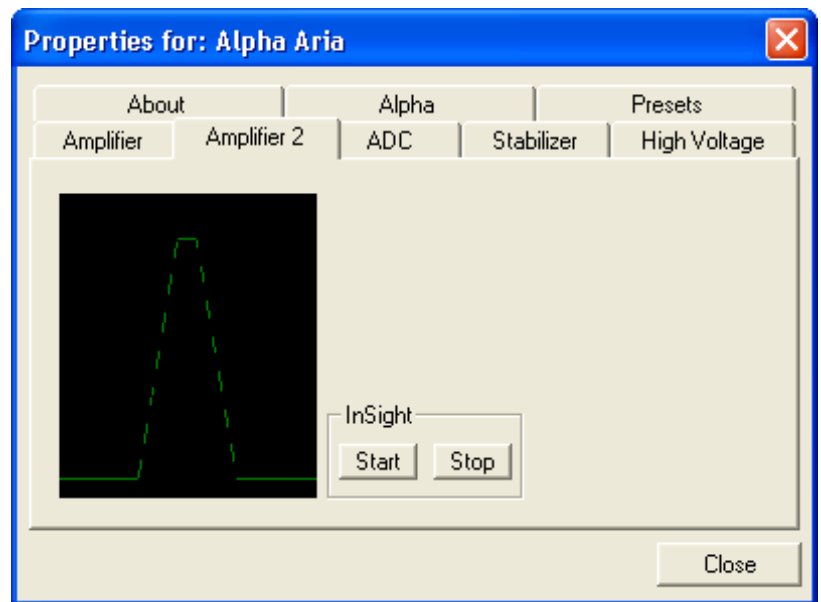 Properties for: Alpha Aria
About Alpha Presets
Amplifier Amplifier 2 ADC Stabilizer High Voltage
InSight
Start Stop
Close